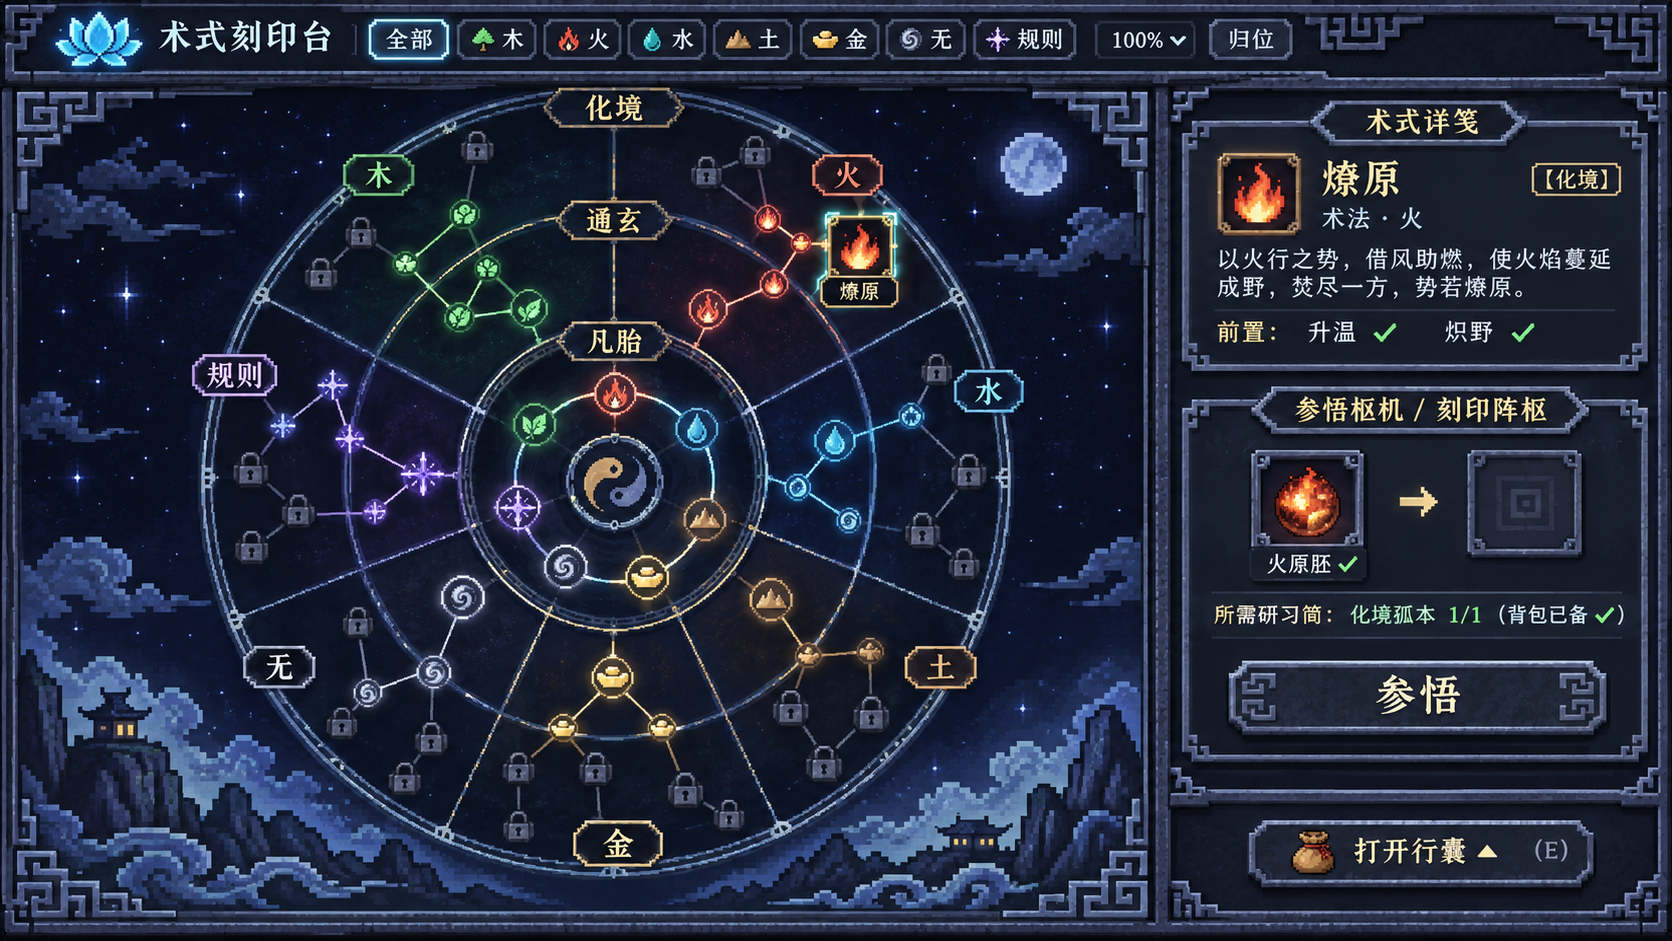 术式刻印台
全部
木
火
水
土
金
无
规则
100%
归位
化境
木
火
通玄
燎原
凡胎
规则
水
无
土
金
术式详笺
燎原
【化境】
术法 · 火
以火行之势，借风助燃，使火焰蔓延
成野，焚尽一方，势若燎原。
前置： 升温 ✓ 炽野 ✓
参悟枢机 / 刻印阵枢
火原胚 ✓
所需研习简： 化境孤本 1/1 （背包已备 ✓）
参悟
打开行囊 ▲ (E)